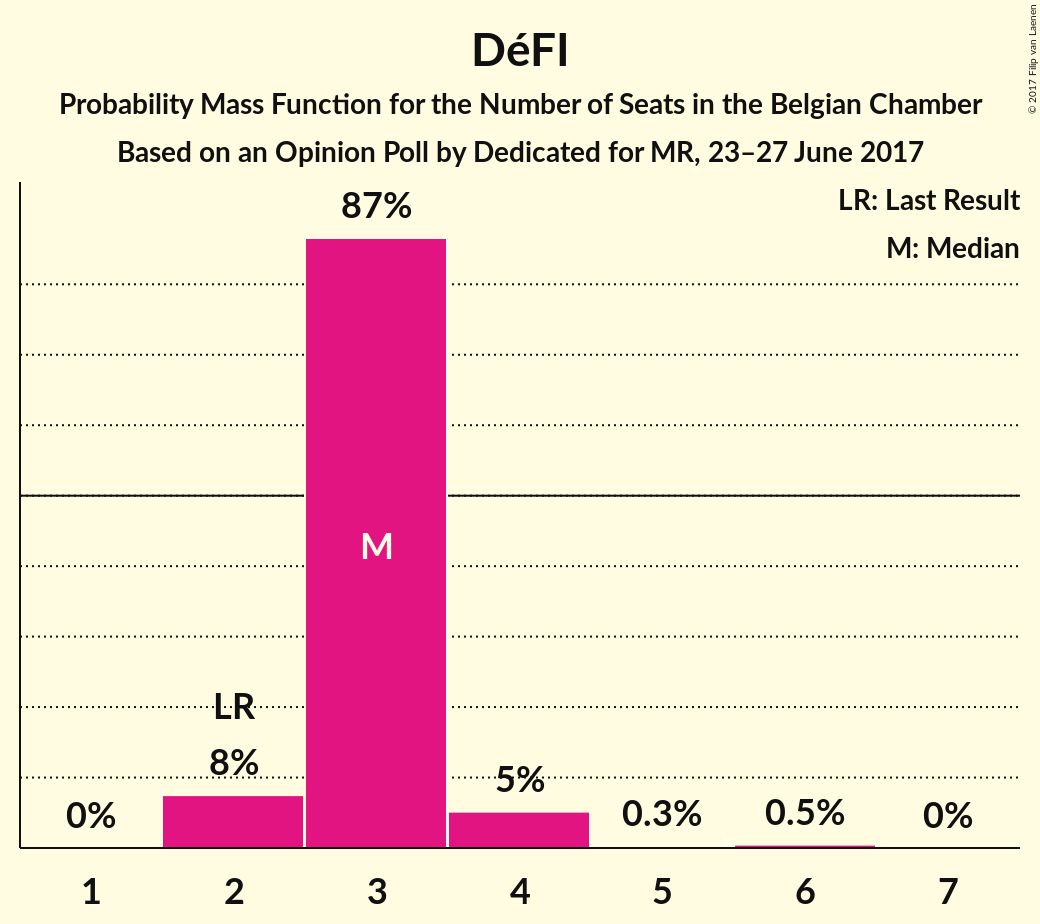 DéFI
Probability Mass Function for the Number of Seats in the Belgian Chamber
Based on an Opinion Poll by Dedicated for MR, 23–27 June 2017
© 2017 Filip van Laenen
LR: Last Result
M: Median
87%
M
LR
8%
5%
0%
0.3%
0.5%
0%
1 2 3 4 5 6 7